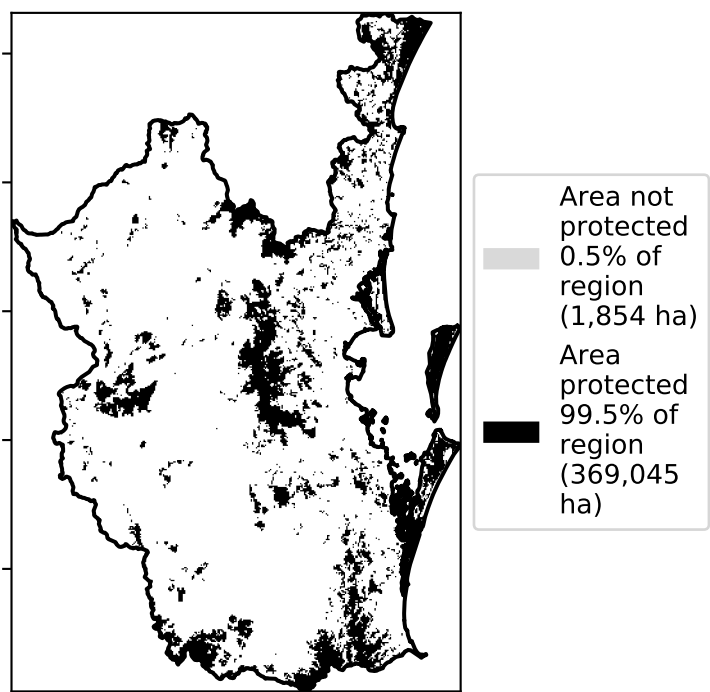 Area not
protected
0.5% of
region
(1,854 ha)
Area
protected
99.5% of
region
(369,045
ha)